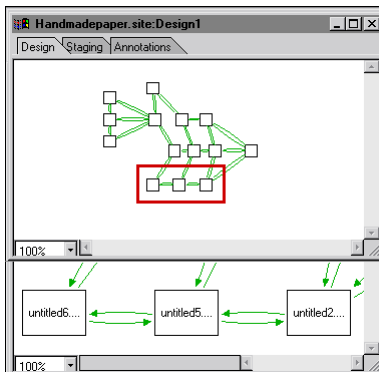 Handmadepaper.site:Design1
Design Staging Annotations
100%
untitled6.... untitled5.... untitled2....
100%